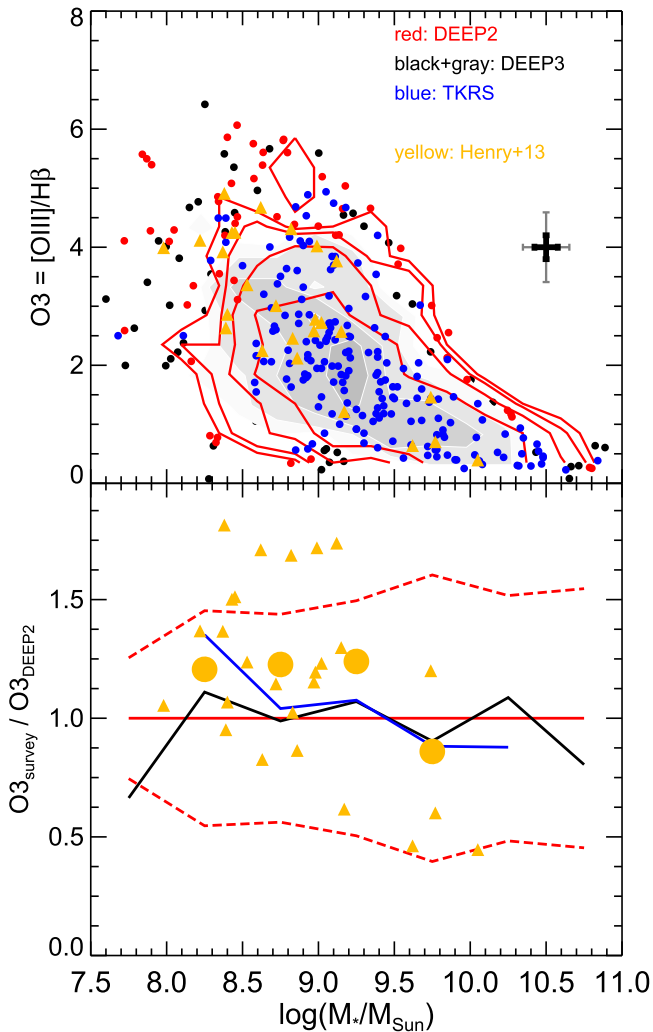 8
red: DEEP2
black+gray: DEEP3
blue: TKRS
6
yellow: Henry+13
O3 = [OIII]/Hβ
4
2
0
1.5
O3survey / O3DEEP2
1.0
0.5
0.0
7.5 8.0 8.5 9.0 9.5 10.0 10.5 11.0
log(M*/MSun)